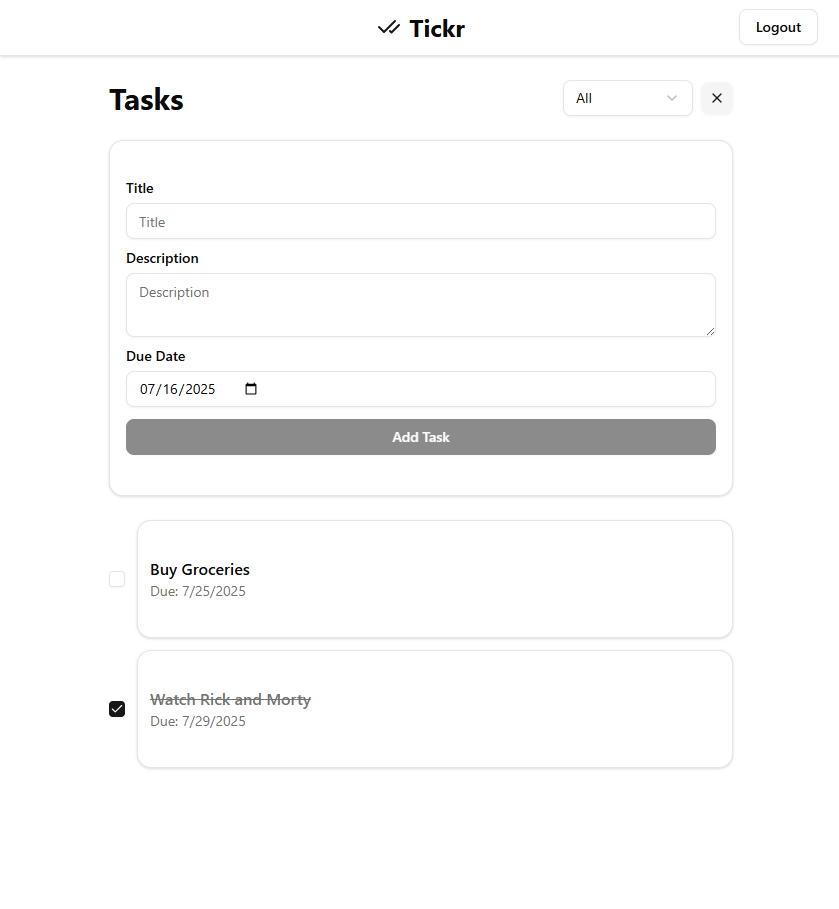 Tickr
Logout
Tasks
All
Title
Title
Description
Description
Due Date
07/16/2025
Add Task
Buy Groceries
Due: 7/25/2025
Watch Rick and Morty
Due: 7/29/2025